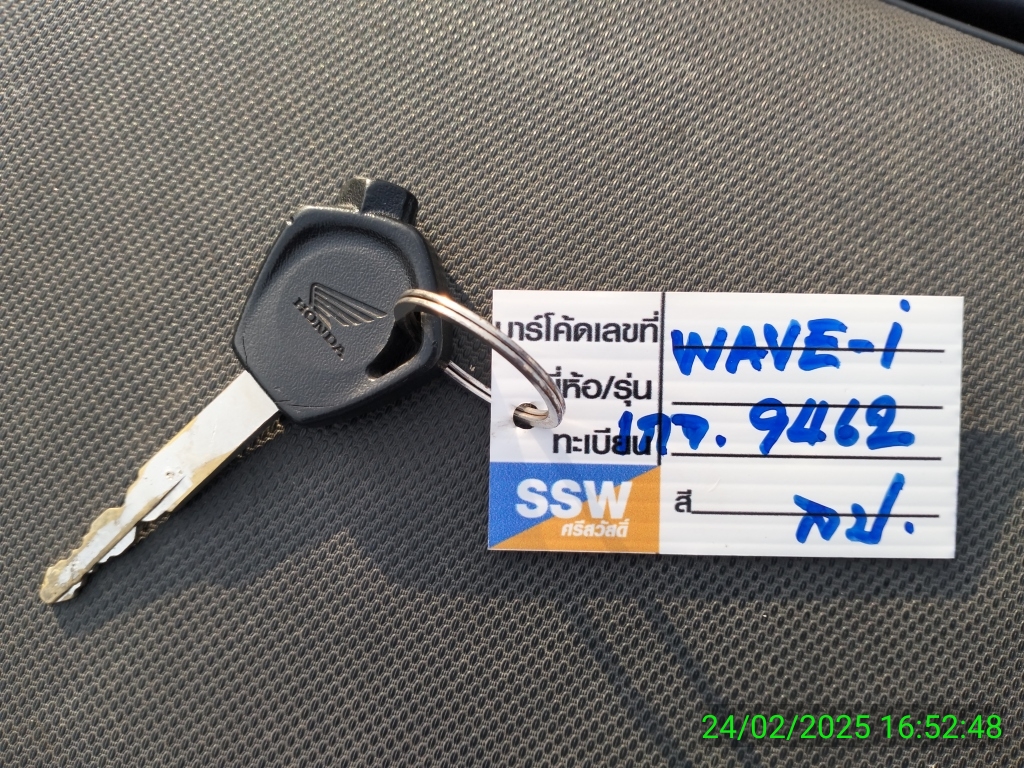 HONDA
บาร์โค้ดเลขที่
WAVE-i
ยี่ห้อ/รุ่น
ทะเบียน
1กจ. 9462
SSW
ศรีสวัสดิ์
สี
ลป.
24/02/2025 16:52:48